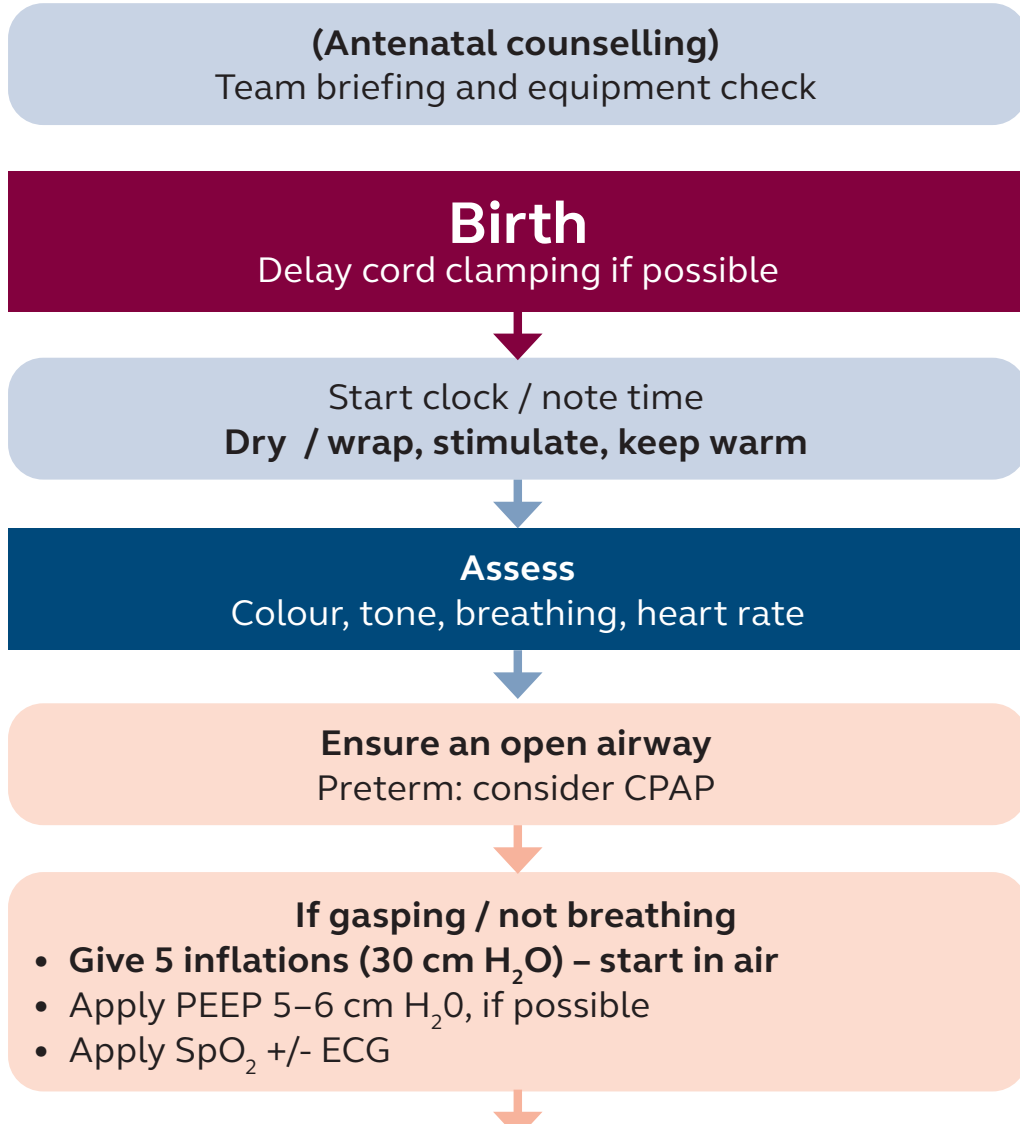 (Antenatal counselling)
Team briefing and equipment check
Birth
Delay cord clamping if possible
Start clock / note time
Dry / wrap, stimulate, keep warm
Assess
Colour, tone, breathing, heart rate
Ensure an open airway
Preterm: consider CPAP
If gasping / not breathing
• Give 5 inflations (30 cm H₂O) – start in air
• Apply PEEP 5–6 cm H₂0, if possible
• Apply SpO₂ +/- ECG